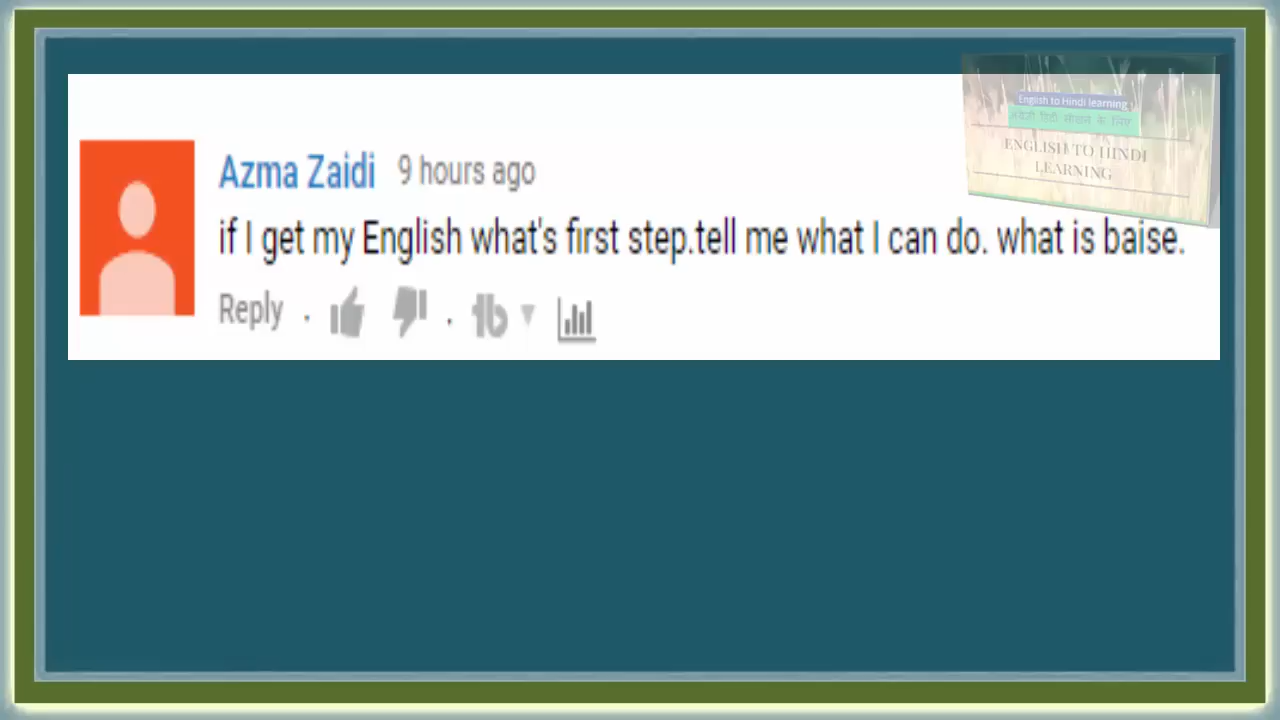 English to Hindi learning
अंग्रेजी हिंदी सीखने के लिए
ENGLISH TO HINDI
LEARNING
Azma Zaidi 9 hours ago
if I get my English what's first step.tell me what I can do. what is baise.
Reply